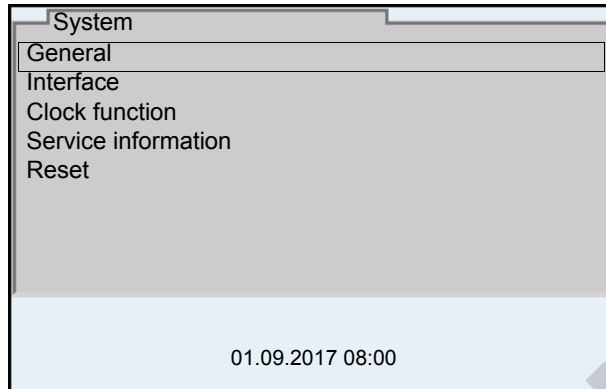 System
General
Interface
Clock function
Service information
Reset
01.09.2017 08:00